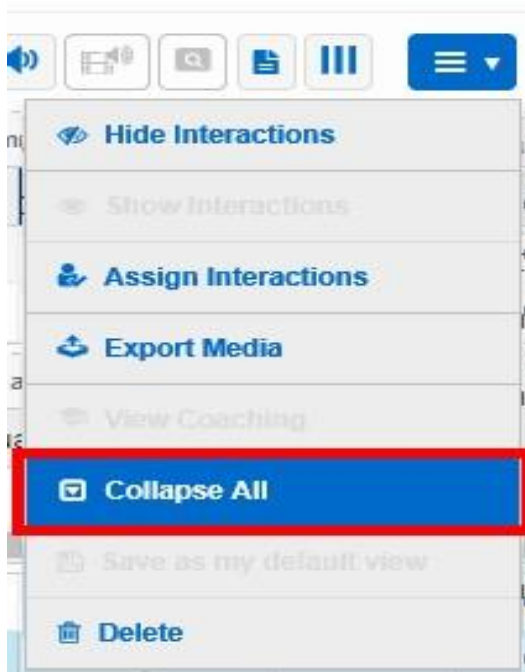 Hide Interactions
Show Interactions
Assign Interactions
Export Media
View Coaching
Collapse All
Save as my default view
Delete